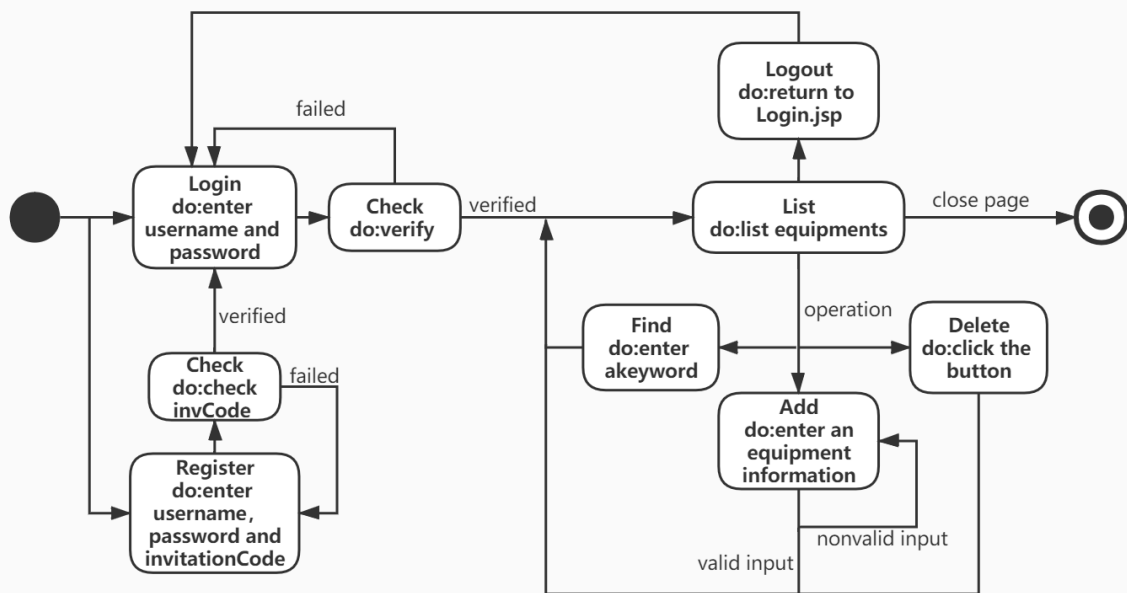 Logout
do:return to
Login.jsp
failed
Login
do:enter
username and
password
Check
do:verify
verified
List
do:list equipments
close page
verified
operation
Find
do:enter
akeyword
Delete
do:click the
button
Check
do:check
invCode
failed
Add
do:enter an
equipment
information
Register
do:enter
username，
password and
invitationCode
nonvalid input
valid input